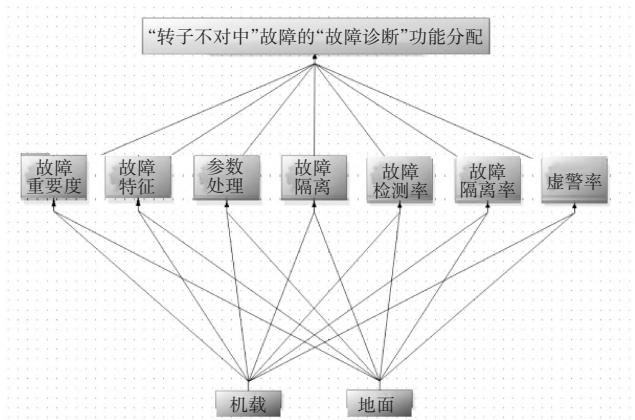 “转子不对中”故障的“故障诊断”功能分配
故障
重要度
故障
特征
参数
处理
故障
隔离
故障
检测率
故障
隔离率
虚警率
机载
地面